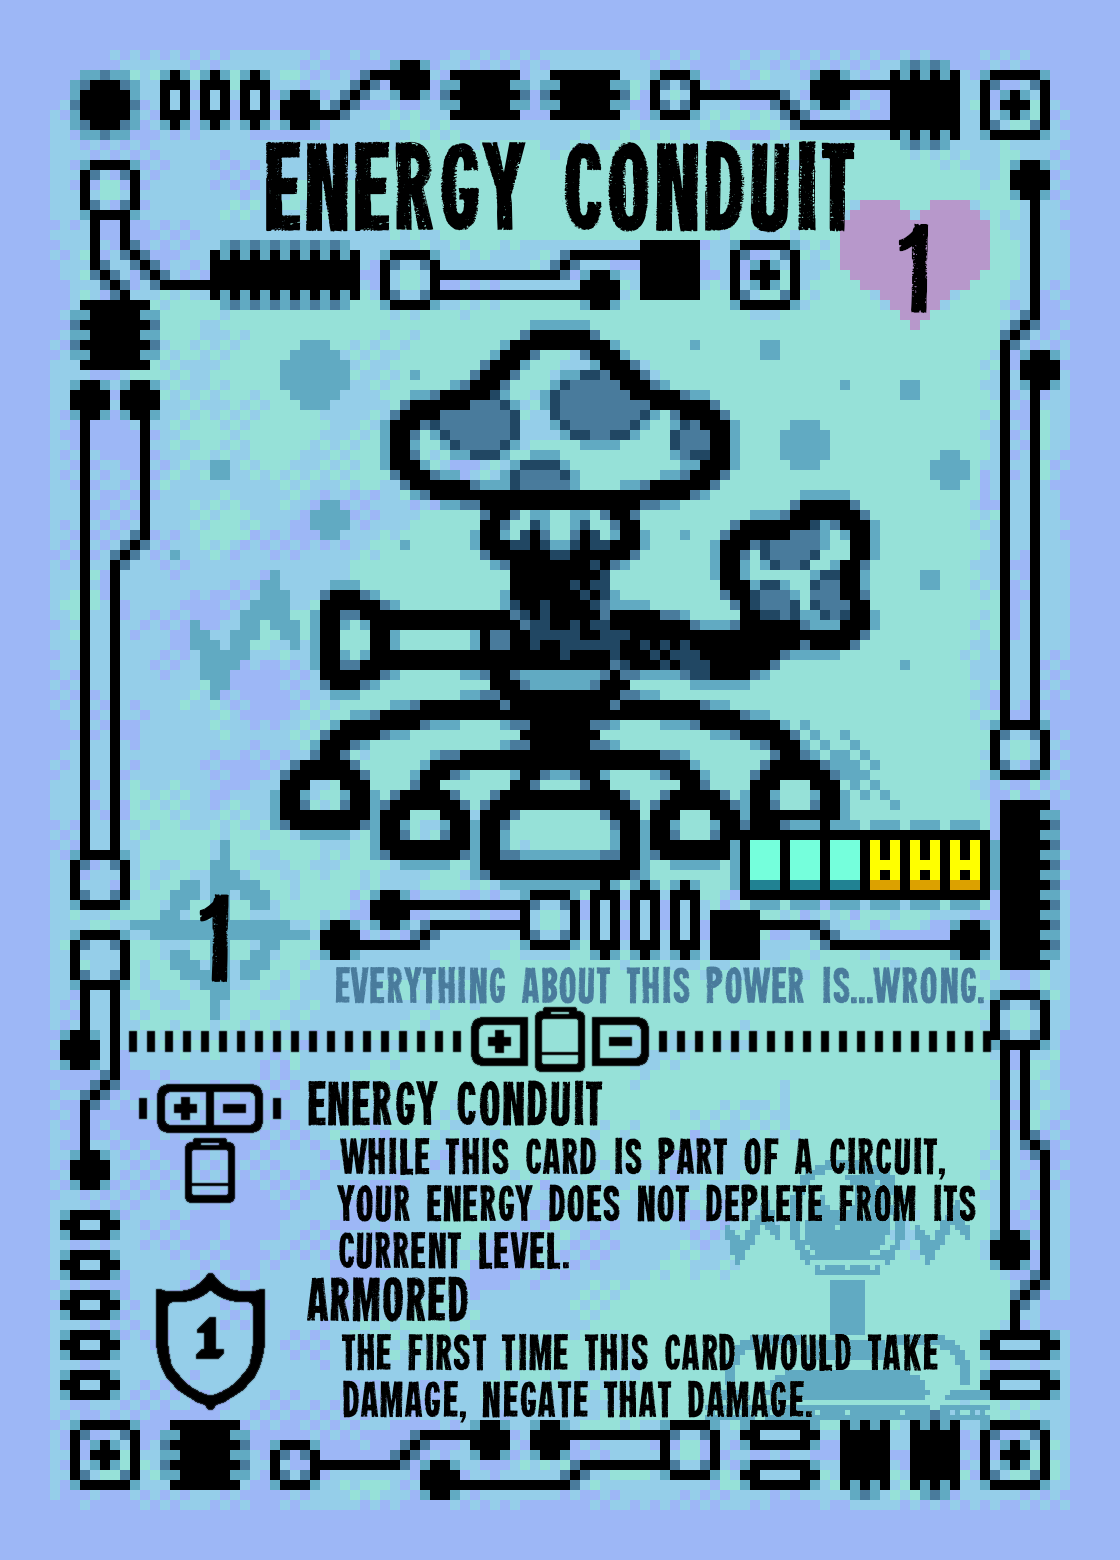 ENERGY CONDUIT
1
1
EVERYTHING ABOUT THIS POWER IS...WRONG.
ENERGY CONDUIT
WHILE THIS CARD IS PART OF A CIRCUIT,
YOUR ENERGY DOES NOT DEPLETE FROM ITS
CURRENT LEVEL.
1
ARMORED
THE FIRST TIME THIS CARD WOULD TAKE
DAMAGE, NEGATE THAT DAMAGE.